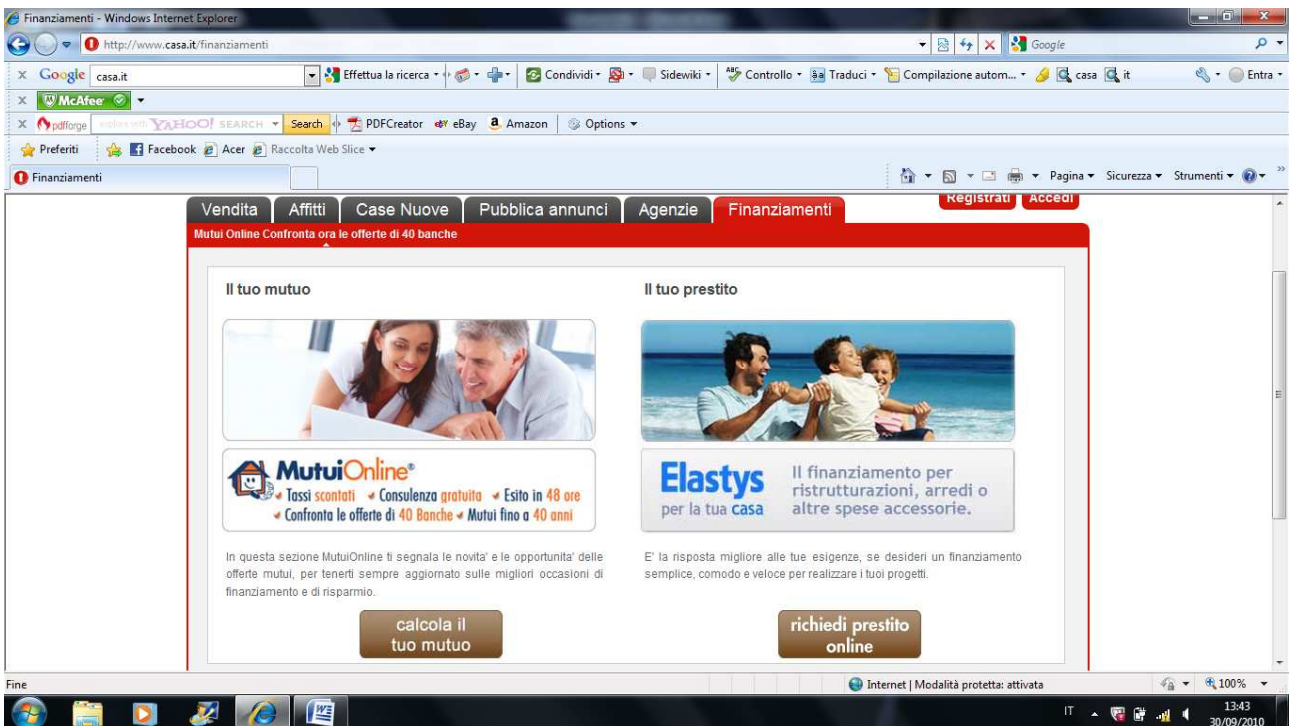 Finanziamenti - Windows Internet Explorer
http://www.casa.it/finanziamenti
Google
x Google casa.it Effettua la ricerca Condividi Sidewiki Controllo Traduci Compilazione autom... casa it Entra
x McAfee
x pdfforge YAHOO! SEARCH Search PDFCreator eBay Amazon Options
Preferiti Facebook Acer Raccolta Web Slice
Finanziamenti Pagina Sicurezza Strumenti
Vendita Affitti Case Nuove Pubblica annunci Agenzie Finanziamenti Registrati Accedi
Mutui Online Confronta ora le offerte di 40 banche
Il tuo mutuo
MutuiOnline®
Tassi scontati Consulenza gratuita Esito in 48 ore
Confronta le offerte di 40 Banche Mutui fino a 40 anni
In questa sezione MutuiOnline ti segnala le novita' e le opportunita' delle
offerte mutui, per tenerti sempre aggiornato sulle migliori occasioni di
finanziamento e di risparmio.
calcola il
tuo mutuo
Il tuo prestito
Elastys
per la tua casa
Il finanziamento per
ristrutturazioni, arredi o
altre spese accessorie.
E' la risposta migliore alle tue esigenze, se desideri un finanziamento
semplice, comodo e veloce per realizzare i tuoi progetti.
richiedi prestito
online
Fine Internet | Modalità protetta: attivata 100%
IT 13:43
30/09/2010